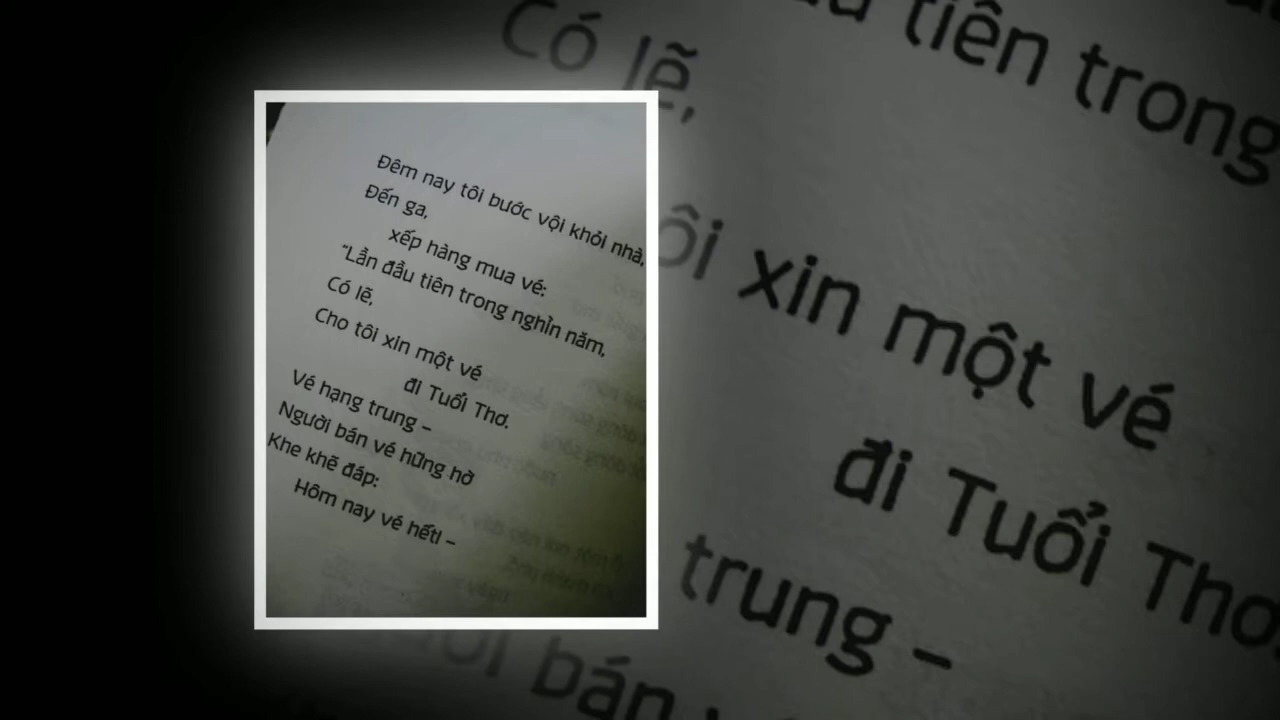 Đêm nay tôi bước vội khỏi nhà,
Đến ga,
xếp hàng mua vé:
"Lần đầu tiên trong nghìn năm,
Có lẽ,
Cho tôi xin một vé
đi Tuổi Thơ.
Vé hạng trung –
Người bán vé hững hờ
Khe khẽ đáp:
Hôm nay vé hết! –
tiên trong
Có lẽ,
xin một vé
đi Tuổi Thơ
trung –
bán